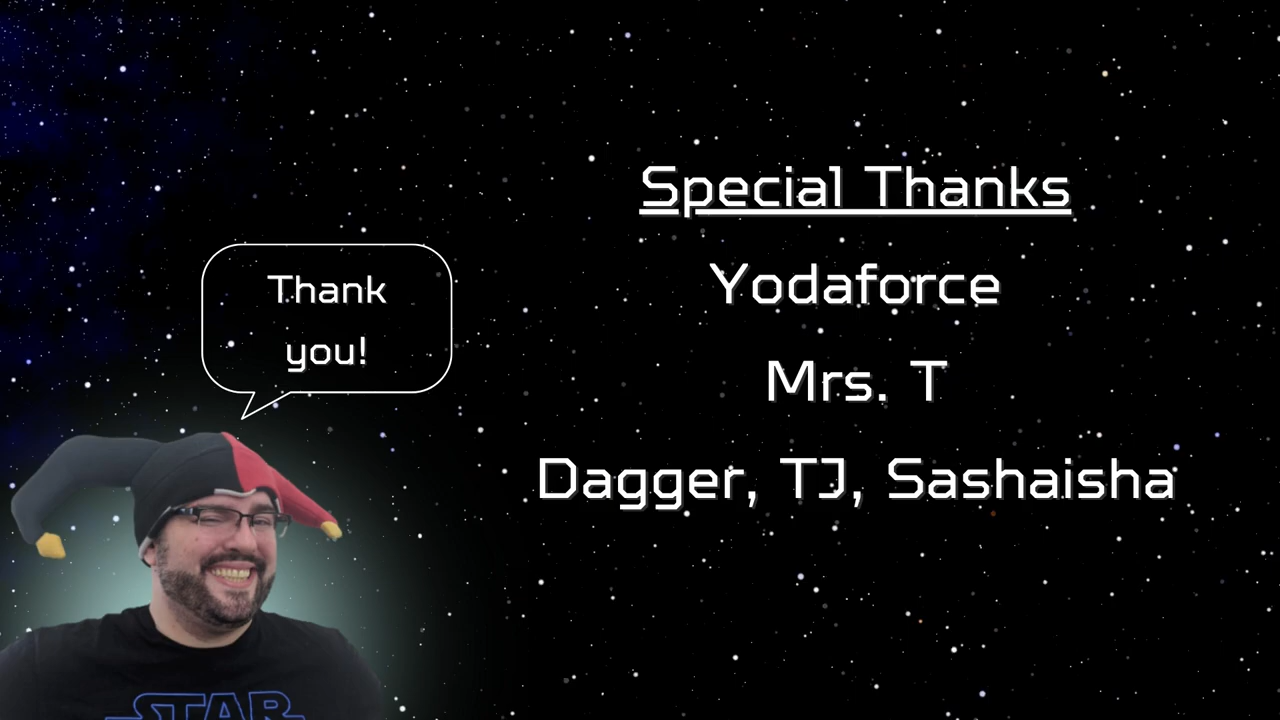 Special Thanks
Thank
you!
Yodaforce
Mrs. T
Dagger, TJ, Sashaisha
STAR